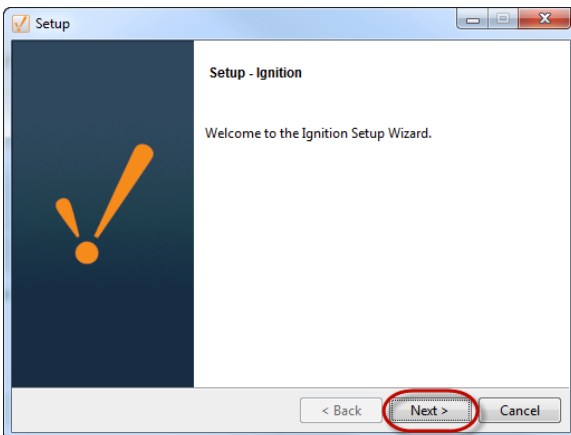 Setup
Setup - Ignition
Welcome to the Ignition Setup Wizard.
< Back Next > Cancel